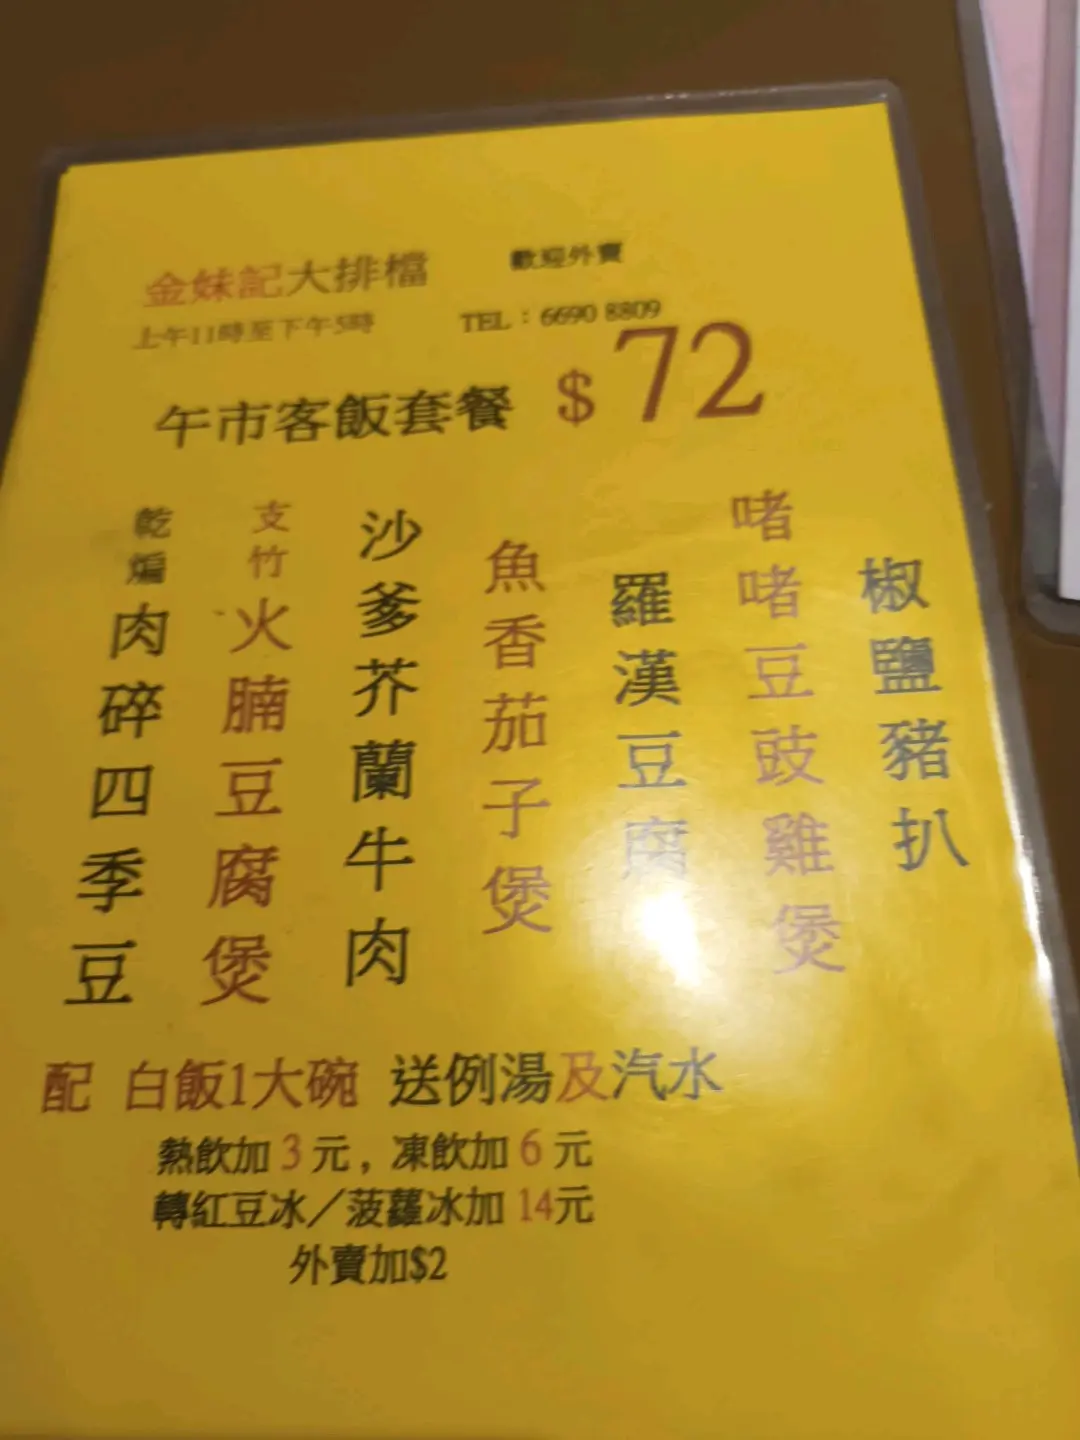 金妹記大排檔
歡迎外賣
上午11時至下午5時
TEL：6690 8809
午市客飯套餐 $72
椒鹽豬扒
啫啫豆豉雞煲
羅漢豆腐
魚香茄子煲
沙爹芥蘭牛肉
支竹火腩豆腐煲
乾煸肉碎四季豆
配 白飯1大碗 送例湯及汽水
熱飲加 3 元，凍飲加 6 元
轉紅豆冰／菠蘿冰加 14元
外賣加$2